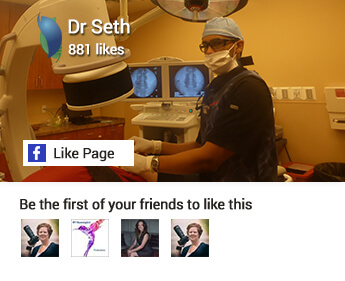 Dr Seth
881 likes
f Like Page
Be the first of your friends to like this